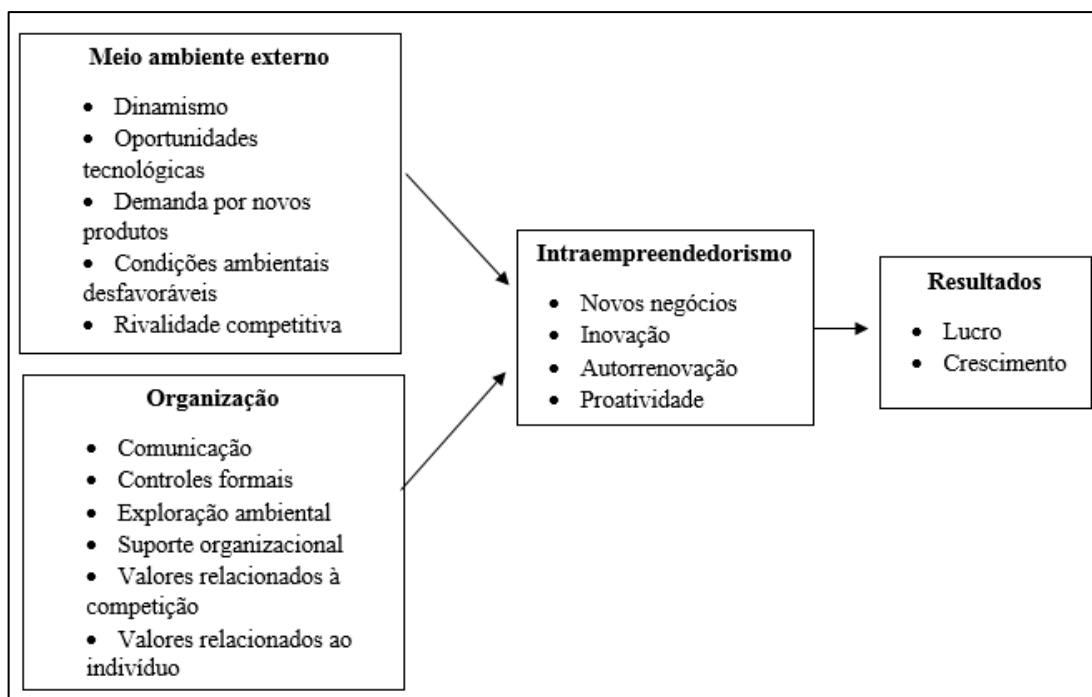 Meio ambiente externo
• Dinamismo
• Oportunidades
tecnológicas
• Demanda por novos
produtos
• Condições ambientais
desfavoráveis
• Rivalidade competitiva
Organização
• Comunicação
• Controles formais
• Exploração ambiental
• Suporte organizacional
• Valores relacionados à
competição
• Valores relacionados ao
indivíduo
Intraempreendedorismo
• Novos negócios
• Inovação
• Autorrenovação
• Proatividade
Resultados
• Lucro
• Crescimento